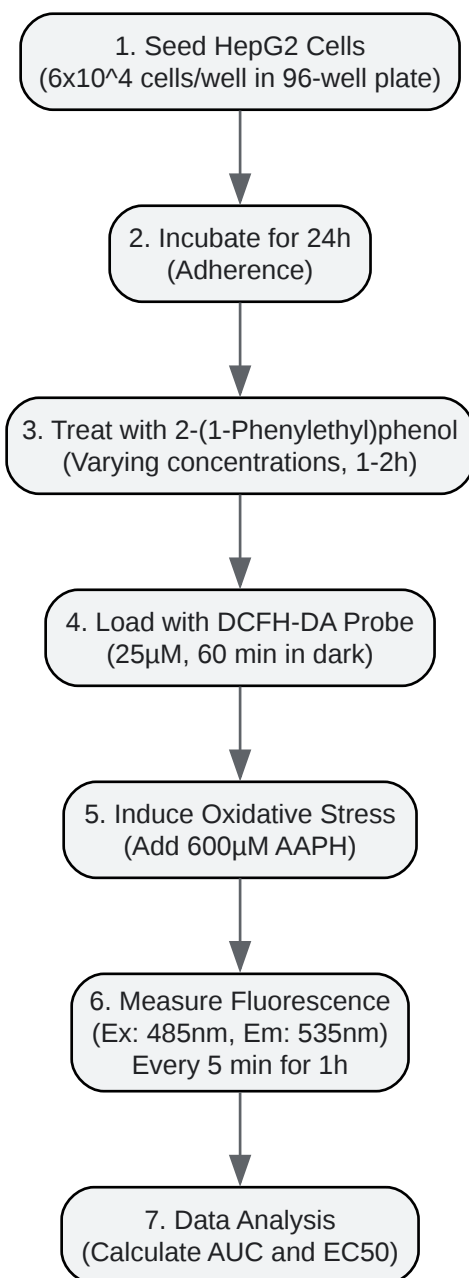 1. Seed HepG2 Cells
(6x10^4 cells/well in 96-well plate)
2. Incubate for 24h
(Adherence)
3. Treat with 2-(1-Phenylethyl)phenol
(Varying concentrations, 1-2h)
4. Load with DCFH-DA Probe
(25µM, 60 min in dark)
5. Induce Oxidative Stress
(Add 600µM AAPH)
6. Measure Fluorescence
(Ex: 485nm, Em: 535nm)
Every 5 min for 1h
7. Data Analysis
(Calculate AUC and EC50)